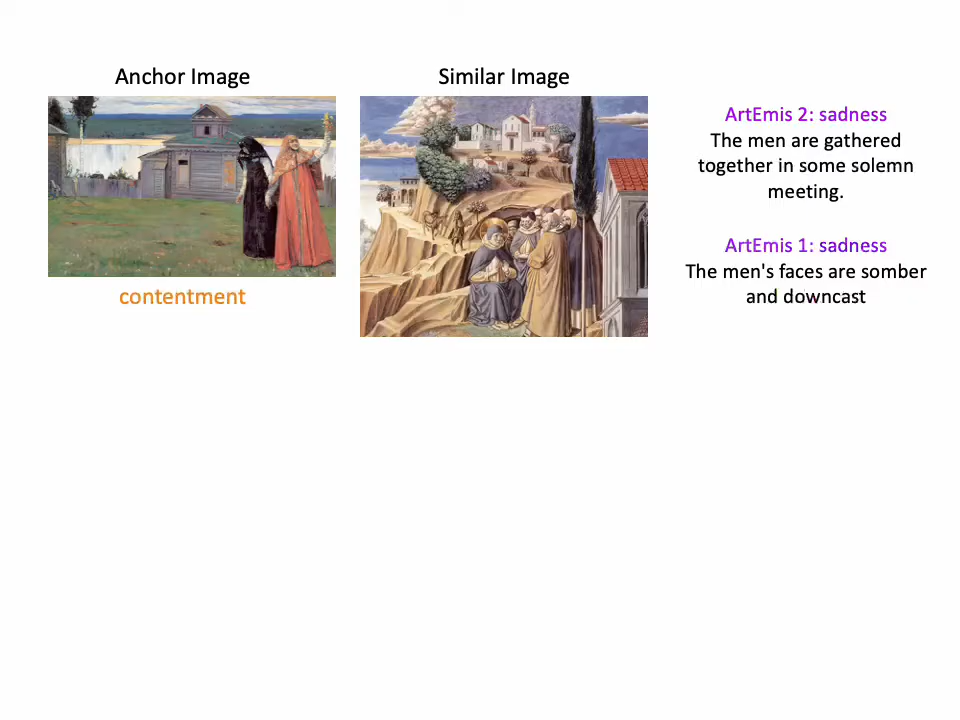 Anchor Image
contentment
Similar Image
ArtEmis 2: sadness
The men are gathered
together in some solemn
meeting.
ArtEmis 1: sadness
The men's faces are somber
and downcast